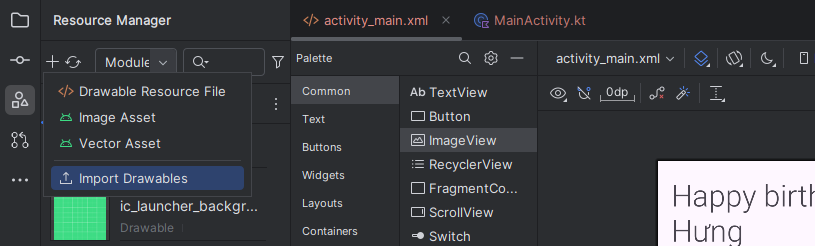 Resource Manager
activity_main.xml
MainActivity.kt
Module
Drawable Resource File
Image Asset
Vector Asset
Import Drawables
ic_launcher_backgr...
Drawable
Palette
Common
Text
Buttons
Widgets
Layouts
Containers
Ab TextView
Button
ImageView
RecyclerView
FragmentCo...
ScrollView
Switch
activity_main.xml
0dp
Happy birth
Hưng